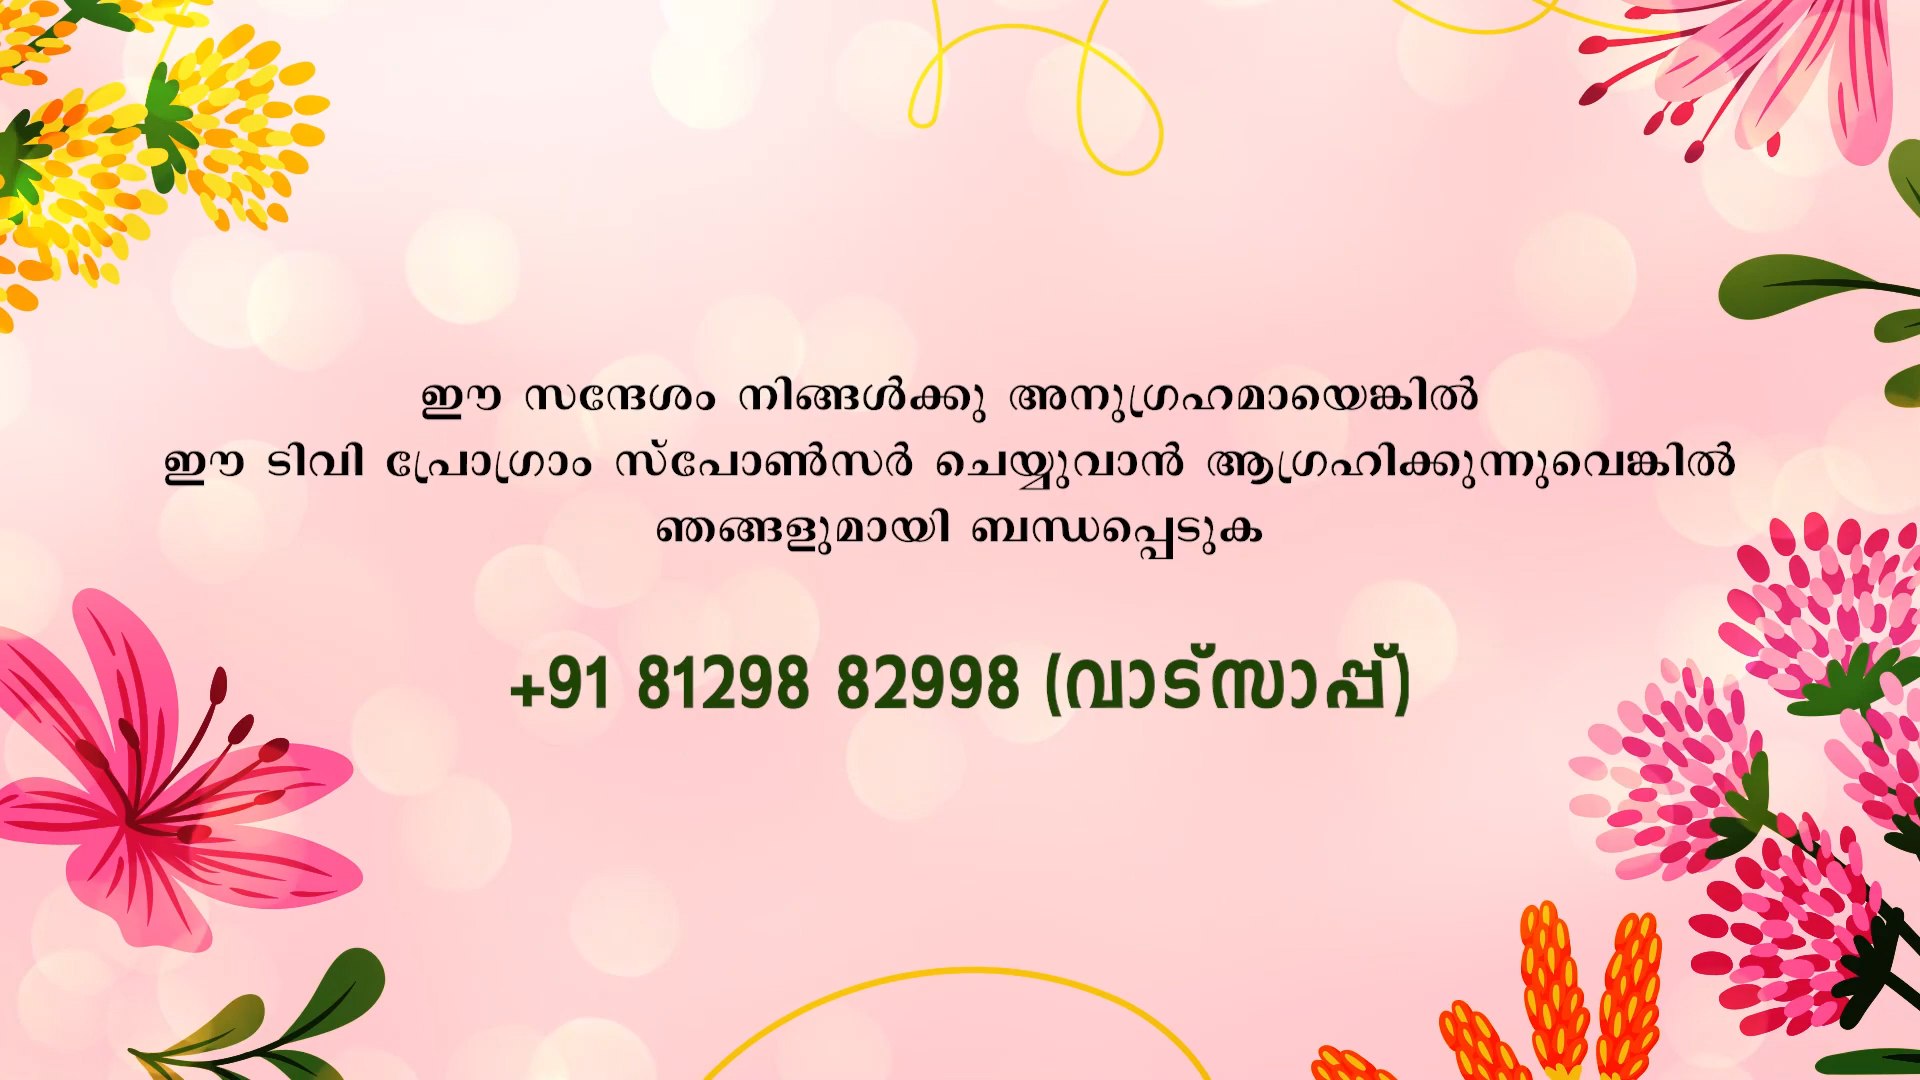 ഈ സന്ദേശം നിങ്ങൾക്കു അനുഗ്രഹമായെങ്കിൽ
ഈ ടിവി പ്രോഗ്രാം സ്പോൺസർ ചെയ്യുവാൻ ആഗ്രഹിക്കുന്നുവെങ്കിൽ
ഞങ്ങളുമായി ബന്ധപ്പെടുക
+91 81298 82998 (വാട്സാപ്പ്)